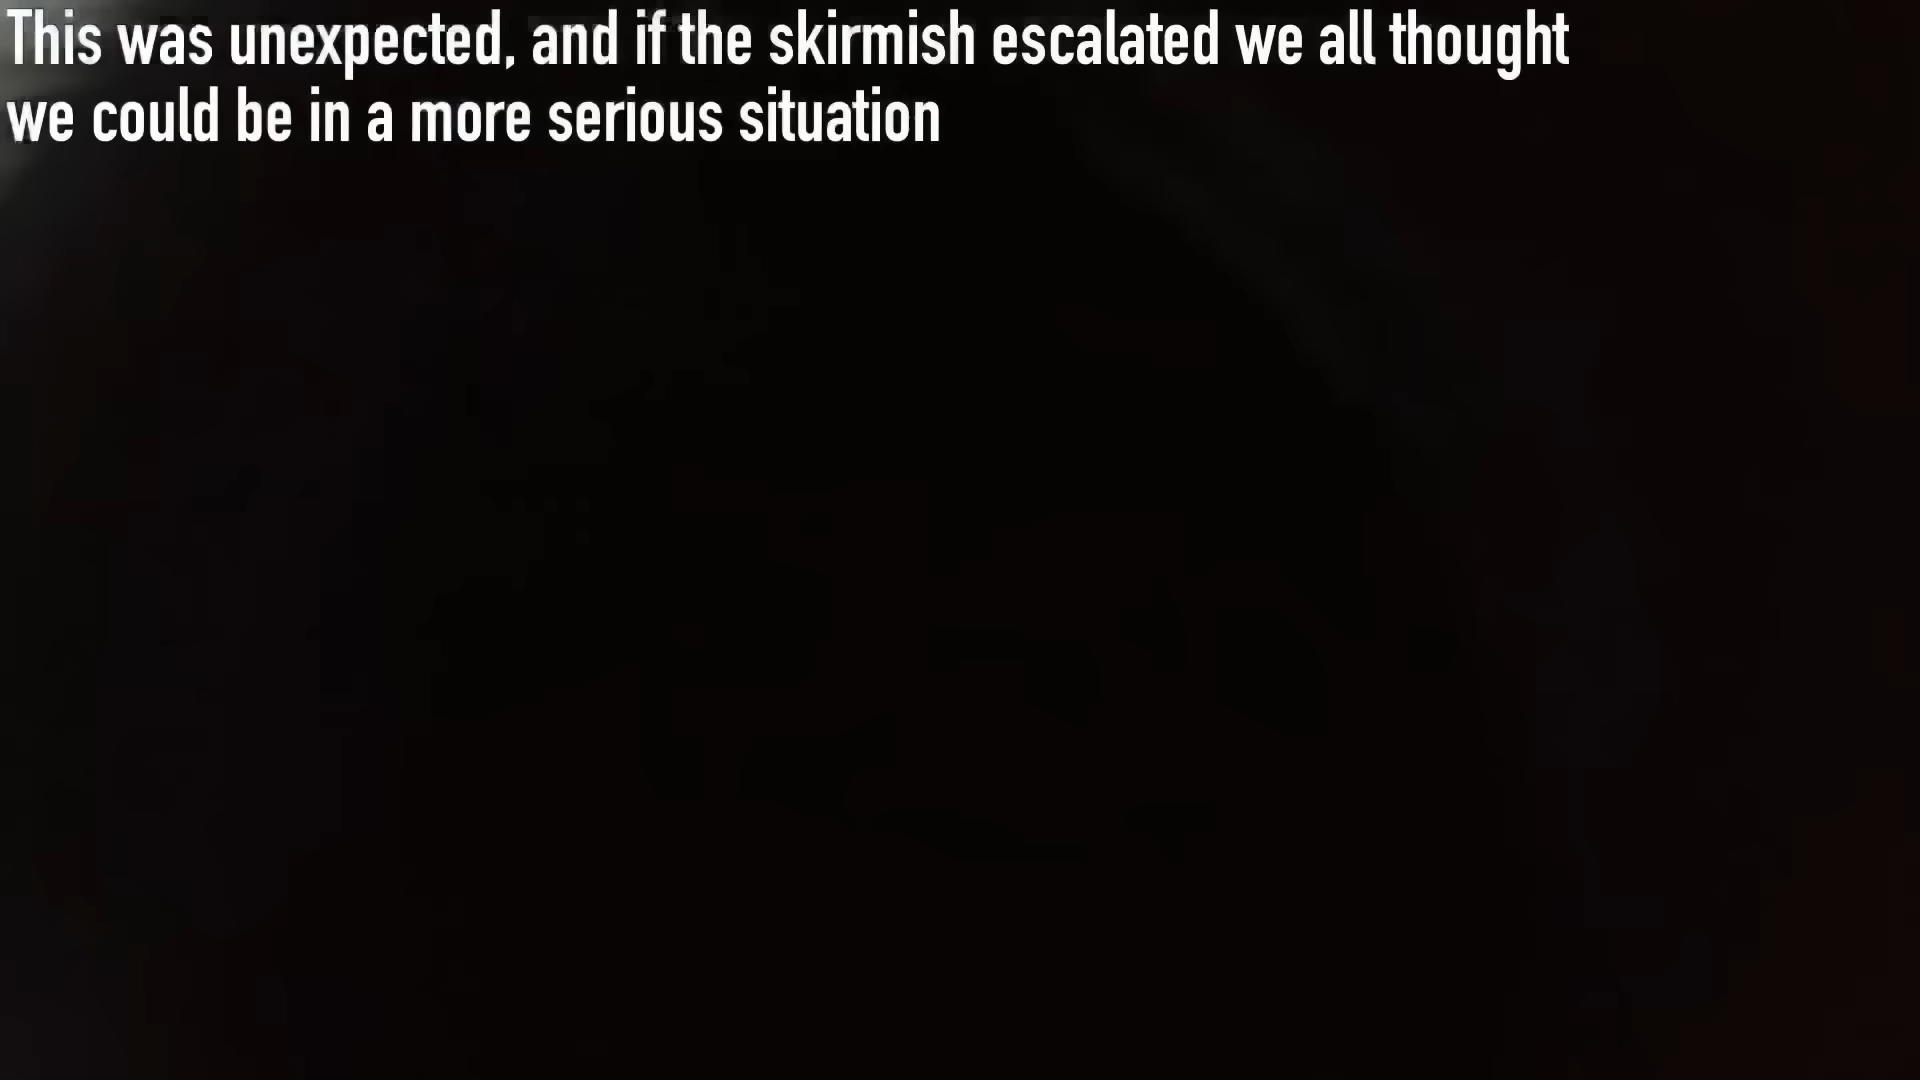 This was unexpected, and if the skirmish escalated we all thought
we could be in a more serious situation